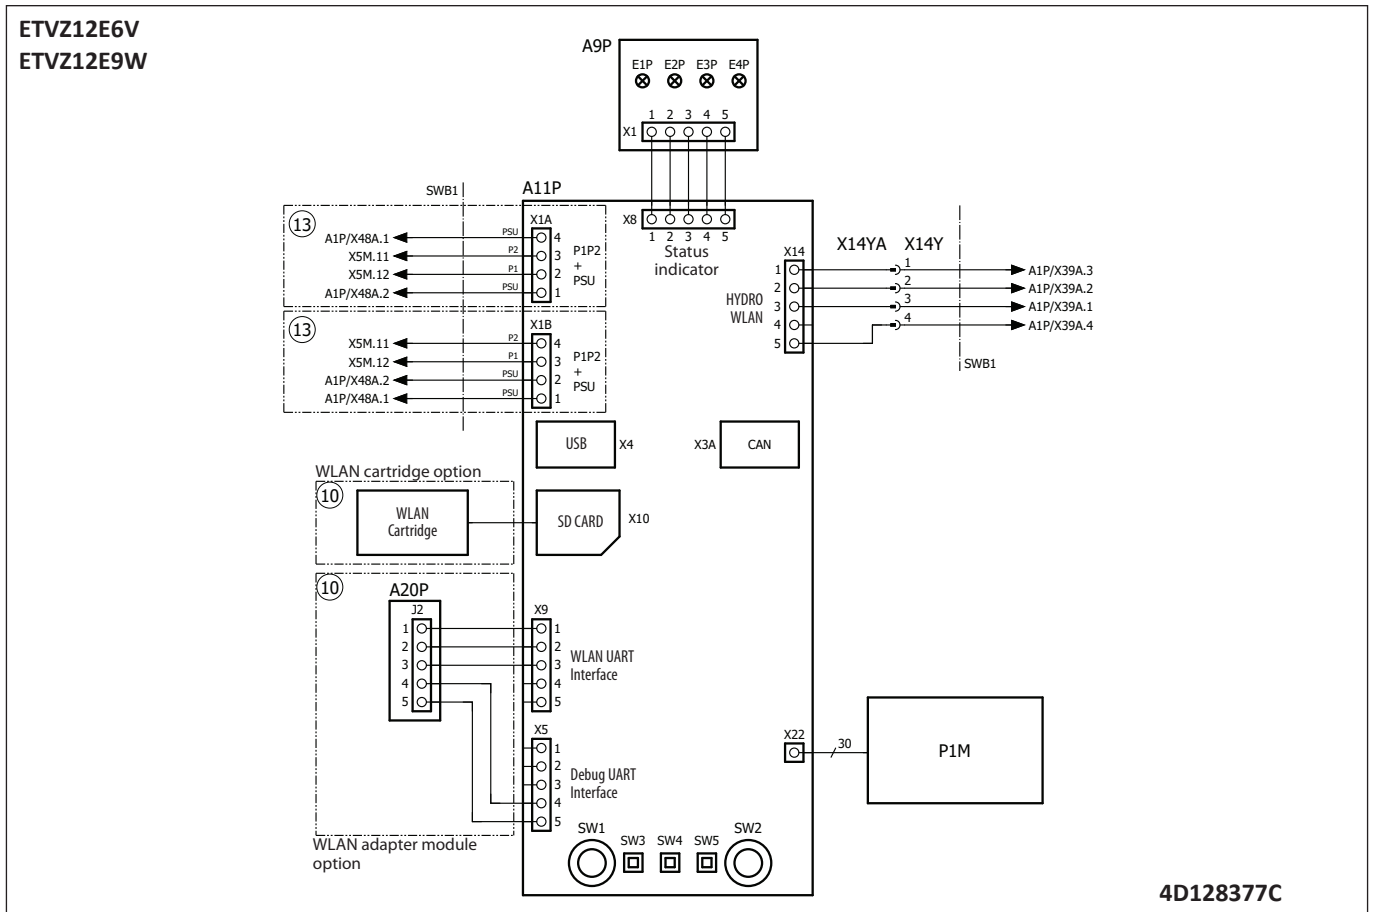 ETVZ12E6V
ETVZ12E9W
A9P
E1P E2P E3P E4P
1 2 3 4 5
X1
SWB1
A11P
13
X1A
A1P/X48A.1 PSU 4
X5M.11 P2 3
X5M.12 P1 2
A1P/X48A.2 PSU 1
P1P2
+
PSU
X8
1 2 3 4 5
Status
indicator
X14
X14YA X14Y
1 1 A1P/X39A.3
2 2 A1P/X39A.2
3 3 A1P/X39A.1
4 4 A1P/X39A.4
5
HYDRO
WLAN
SWB1
13
X1B
X5M.11 P2 4
X5M.12 P1 3
A1P/X48A.2 PSU 2
A1P/X48A.1 PSU 1
P1P2
+
PSU
USB X4
X3A CAN
WLAN cartridge option
10
WLAN
Cartridge
SD CARD X10
10
A20P
J2
1
2
3
4
5
X9
1
2
3
4
5
WLAN UART
Interface
X5
1
2
3
4
5
Debug UART
Interface
WLAN adapter module
option
X22
30
P1M
SW1 SW3 SW4 SW5 SW2
4D128377C